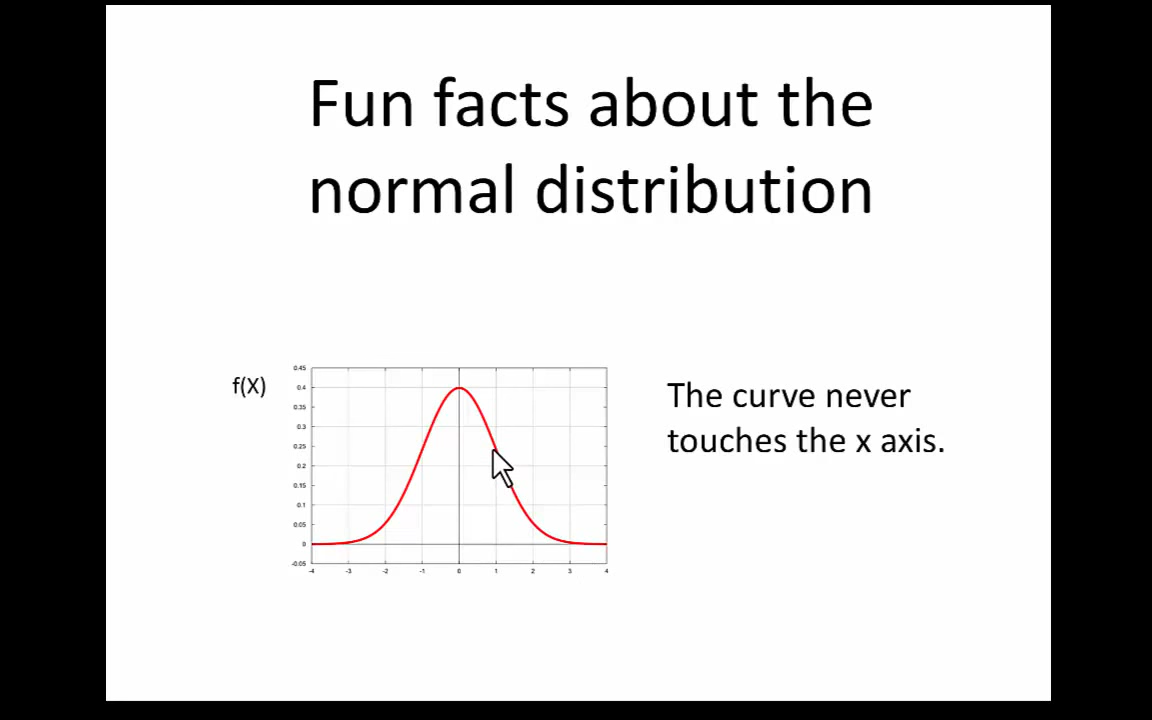 Fun facts about the
normal distribution
f(X)
0.45
0.4
0.35
0.3
0.25
0.2
0.15
0.1
0.05
0
-0.05
-4 -3 -2 -1 0 1 2 3 4
The curve never
touches the x axis.